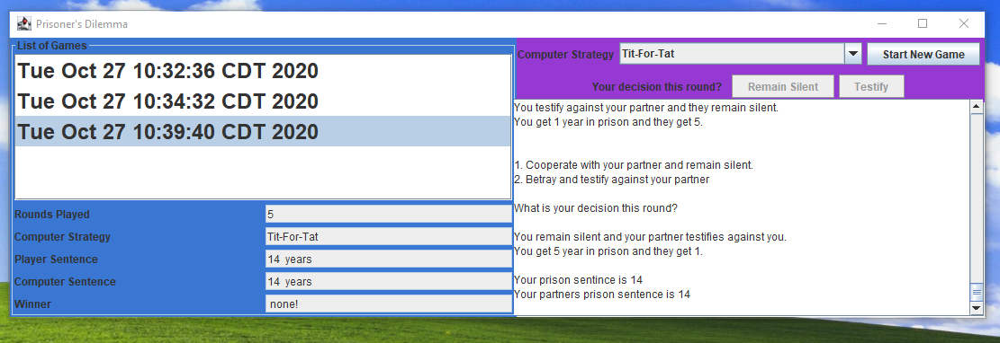 Prisoner's Dilemma
List of Games
Tue Oct 27 10:32:36 CDT 2020
Tue Oct 27 10:34:32 CDT 2020
Tue Oct 27 10:39:40 CDT 2020
Rounds Played 5
Computer Strategy Tit-For-Tat
Player Sentence 14 years
Computer Sentence 14 years
Winner none!
Computer Strategy Tit-For-Tat Start New Game
Your decision this round? Remain Silent Testify
You testify against your partner and they remain silent.
You get 1 year in prison and they get 5.
1. Cooperate with your partner and remain silent.
2. Betray and testify against your partner
What is your decision this round?
You remain silent and your partner testifies against you.
You get 5 year in prison and they get 1.
Your prison sentince is 14
Your partners prison sentence is 14